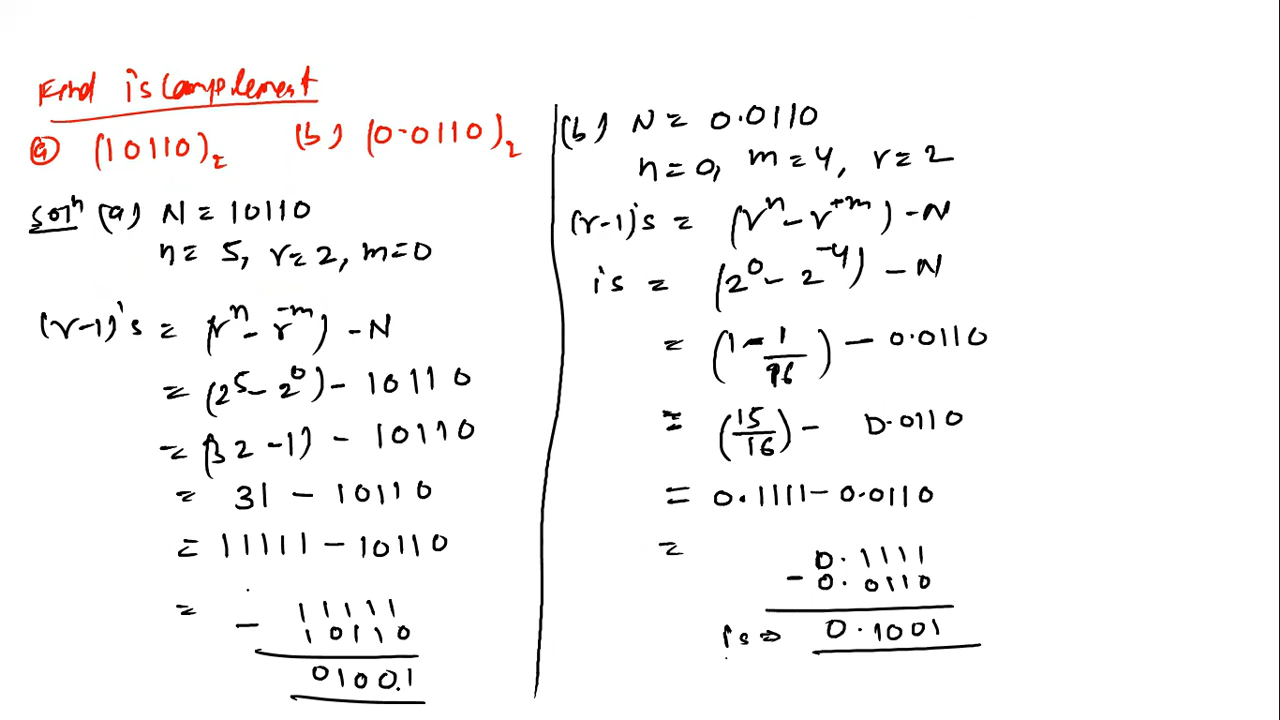 Find 1's Complement
(a) (10110)₂ (b) (0.0110)₂
Solⁿ (a) N = 10110
n = 5, r = 2, m = 0
(r-1)'s = (rⁿ - r⁻ᵐ) - N
= (2⁵ - 2⁰) - 10110
= (32 - 1) - 10110
= 31 - 10110
= 11111 - 10110
= 11111
- 10110
01001
(b) N = 0.0110
n = 0, m = 4, r = 2
(r-1)'s = (rⁿ - r⁺ᵐ) - N
1's = (2⁰ - 2⁻⁴) - N
= (1 - 1/16) - 0.0110
= (15/16) - 0.0110
= 0.1111 - 0.0110
= 0.1111
- 0.0110
1's ⇒ 0.1001